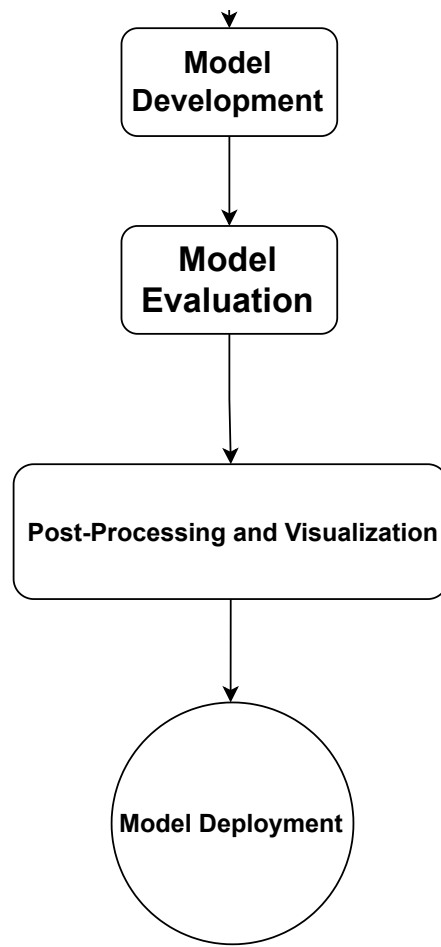 Model
Development
Model
Evaluation
Post-Processing and Visualization
Model Deployment